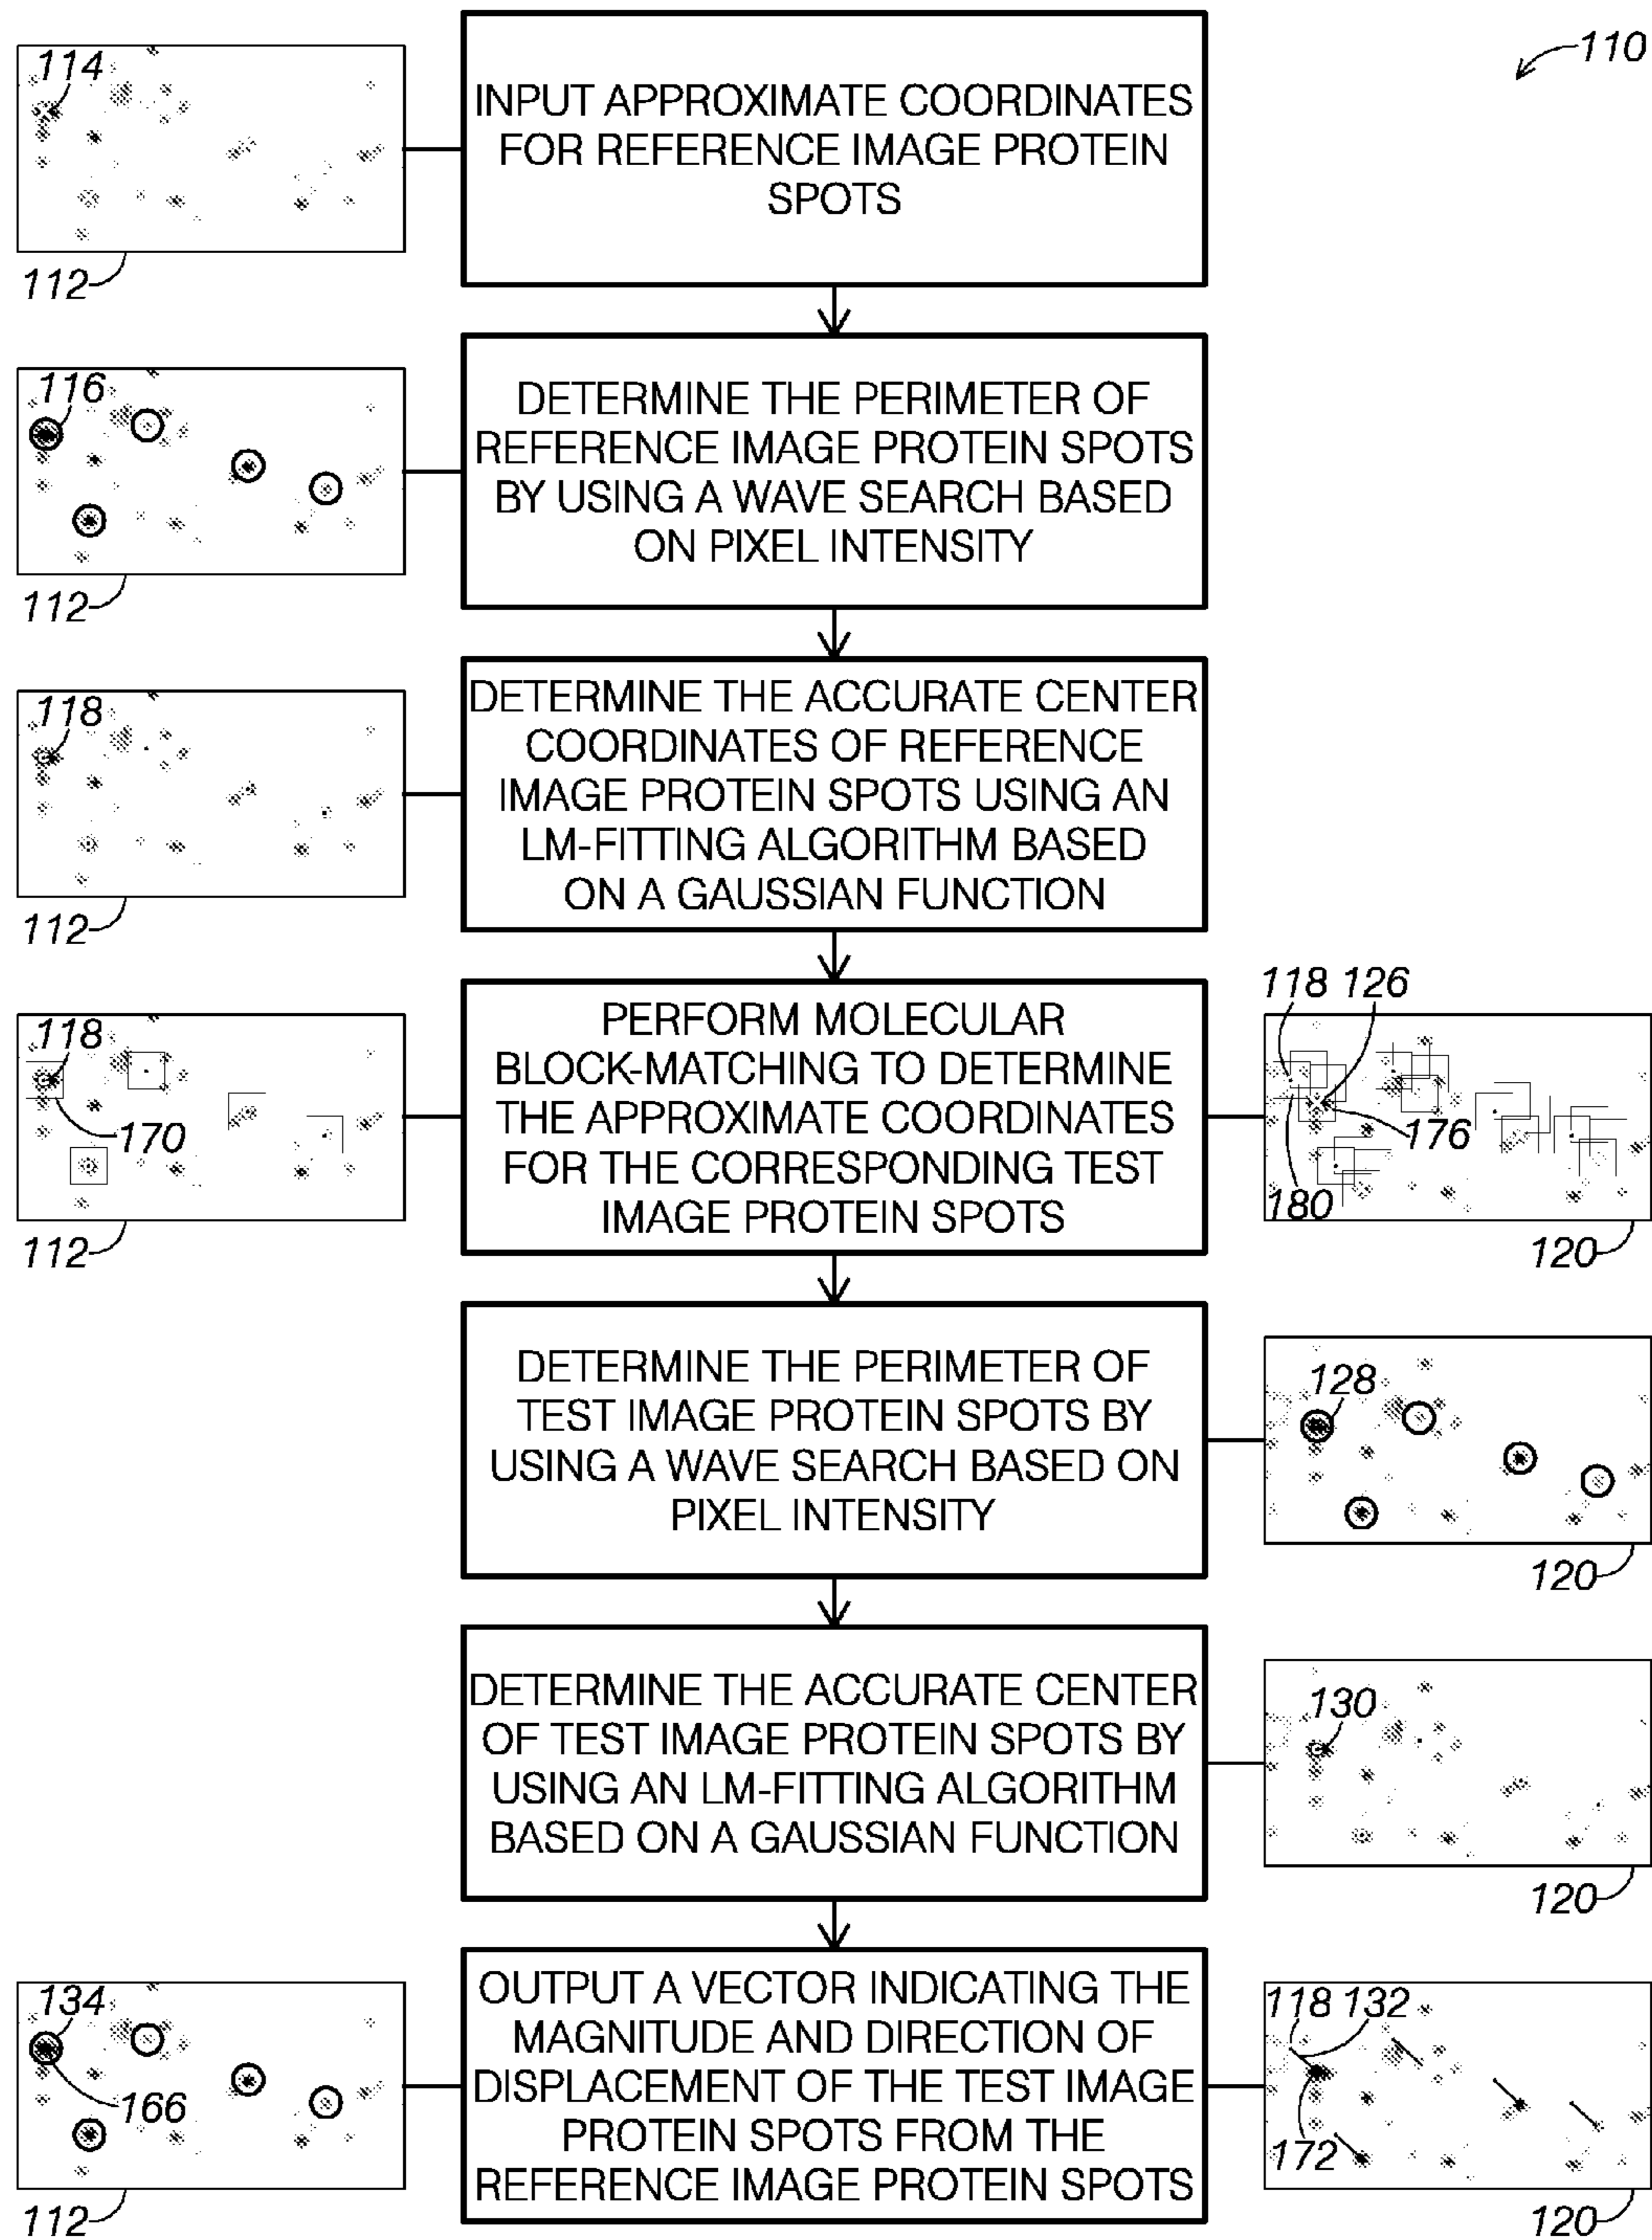 110
114
INPUT APPROXIMATE COORDINATES
FOR REFERENCE IMAGE PROTEIN
SPOTS
112
116
DETERMINE THE PERIMETER OF
REFERENCE IMAGE PROTEIN SPOTS
BY USING A WAVE SEARCH BASED
ON PIXEL INTENSITY
112
118
DETERMINE THE ACCURATE CENTER
COORDINATES OF REFERENCE
IMAGE PROTEIN SPOTS USING AN
LM-FITTING ALGORITHM BASED
ON A GAUSSIAN FUNCTION
112
118
170
PERFORM MOLECULAR
BLOCK-MATCHING TO DETERMINE
THE APPROXIMATE COORDINATES
FOR THE CORRESPONDING TEST
IMAGE PROTEIN SPOTS
118 126
176
180
112
120
DETERMINE THE PERIMETER OF
TEST IMAGE PROTEIN SPOTS BY
USING A WAVE SEARCH BASED ON
PIXEL INTENSITY
128
120
DETERMINE THE ACCURATE CENTER
OF TEST IMAGE PROTEIN SPOTS BY
USING AN LM-FITTING ALGORITHM
BASED ON A GAUSSIAN FUNCTION
130
120
134
166
OUTPUT A VECTOR INDICATING THE
MAGNITUDE AND DIRECTION OF
DISPLACEMENT OF THE TEST IMAGE
PROTEIN SPOTS FROM THE
REFERENCE IMAGE PROTEIN SPOTS
118 132
172
112
120